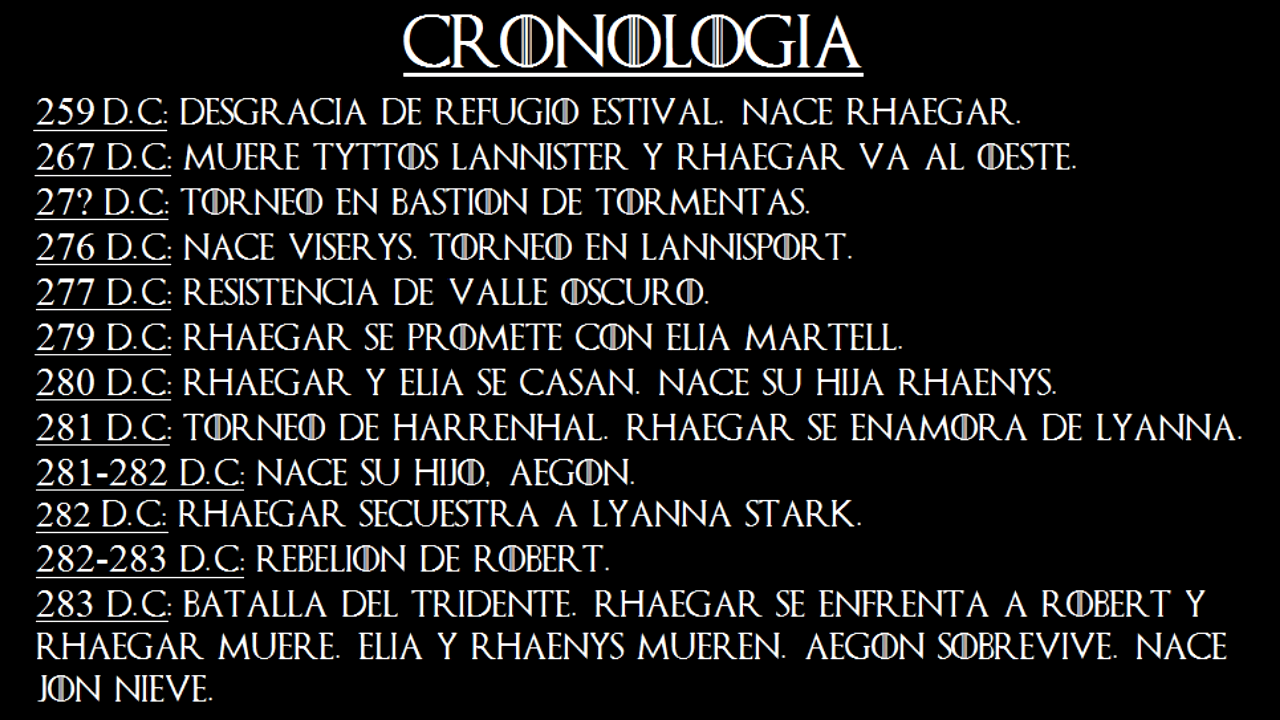 CRONOLOGIA
259 D.C: DESGRACIA DE REFUGIO ESTIVAL. NACE RHAEGAR.
267 D.C: MUERE TYTTOS LANNISTER Y RHAEGAR VA AL OESTE.
27? D.C: TORNEO EN BASTION DE TORMENTAS.
276 D.C: NACE VISERYS. TORNEO EN LANNISPORT.
277 D.C: RESISTENCIA DE VALLE OSCURO.
279 D.C: RHAEGAR SE PROMETE CON ELIA MARTELL.
280 D.C: RHAEGAR Y ELIA SE CASAN. NACE SU HIJA RHAENYS.
281 D.C: TORNEO DE HARRENHAL. RHAEGAR SE ENAMORA DE LYANNA.
281-282 D.C: NACE SU HIJO, AEGON.
282 D.C: RHAEGAR SECUESTRA A LYANNA STARK.
282-283 D.C: REBELION DE ROBERT.
283 D.C: BATALLA DEL TRIDENTE. RHAEGAR SE ENFRENTA A ROBERT Y
RHAEGAR MUERE. ELIA Y RHAENYS MUEREN. AEGON SOBREVIVE. NACE
JON NIEVE.